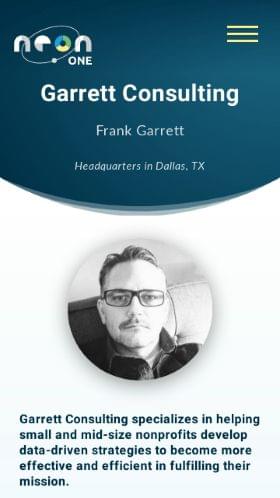 neon
ONE
Garrett Consulting
Frank Garrett
Headquarters in Dallas, TX
Garrett Consulting specializes in helping
small and mid-size nonprofits develop
data-driven strategies to become more
effective and efficient in fulfilling their
mission.